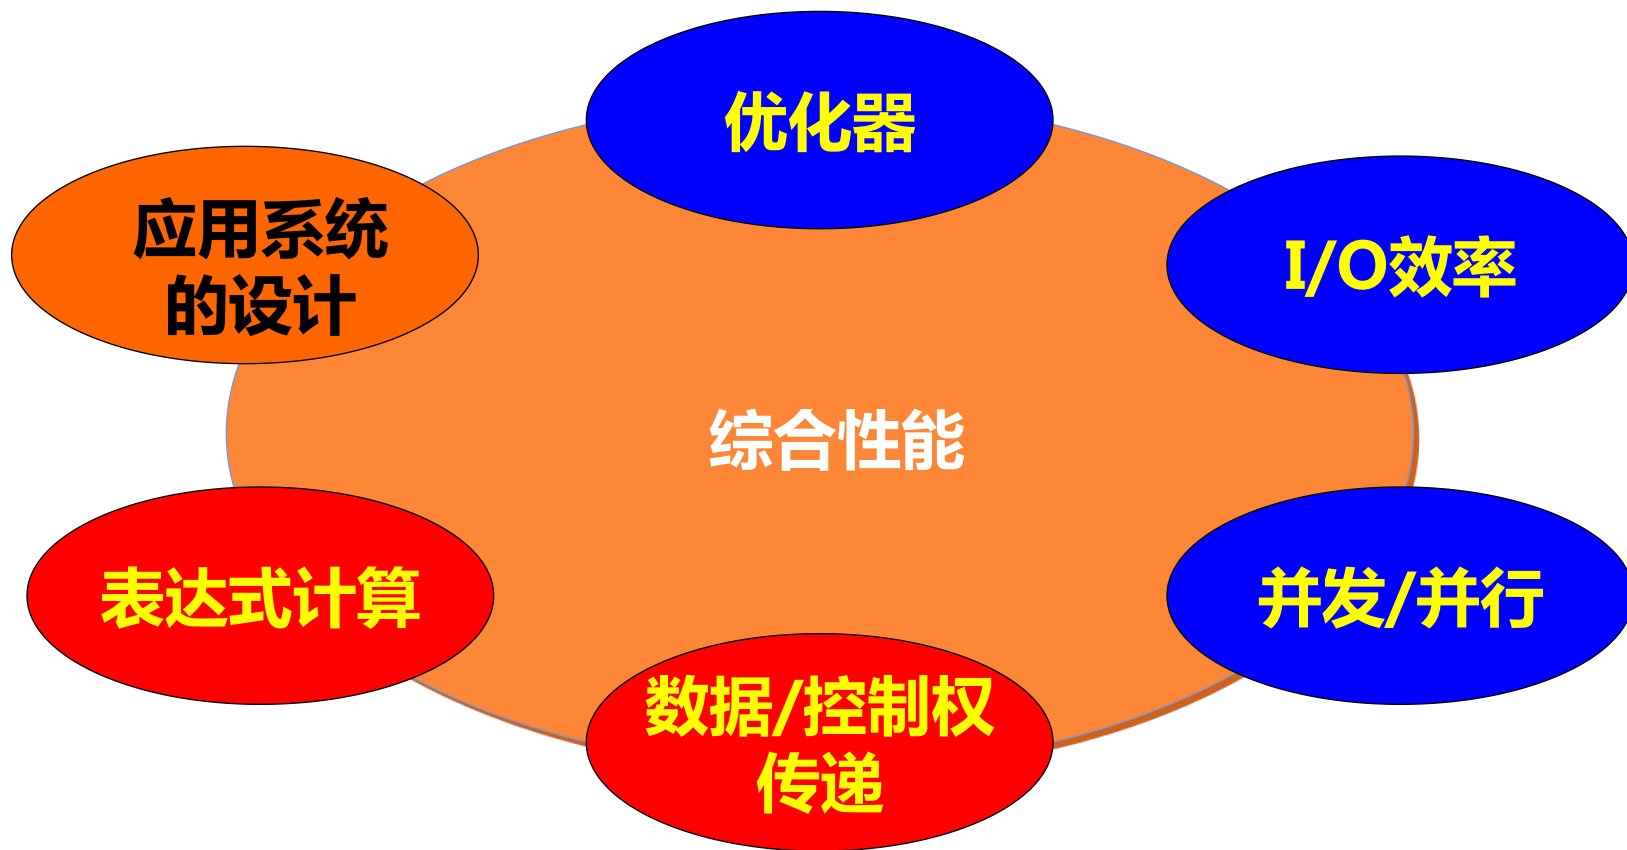 优化器
应用系统
的设计
I/O效率
综合性能
表达式计算
并发/并行
数据/控制权
传递